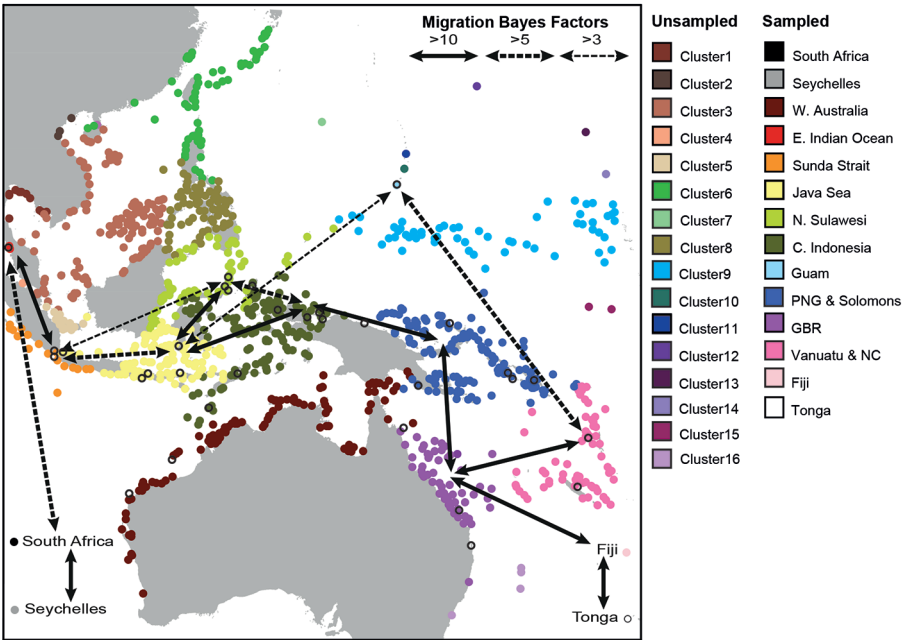 Migration Bayes Factors
>10 >5 >3
South Africa
Seychelles
Fiji
Tonga
Unsampled
Cluster1
Cluster2
Cluster3
Cluster4
Cluster5
Cluster6
Cluster7
Cluster8
Cluster9
Cluster10
Cluster11
Cluster12
Cluster13
Cluster14
Cluster15
Cluster16
Sampled
South Africa
Seychelles
W. Australia
E. Indian Ocean
Sunda Strait
Java Sea
N. Sulawesi
C. Indonesia
Guam
PNG & Solomons
GBR
Vanuatu & NC
Fiji
Tonga